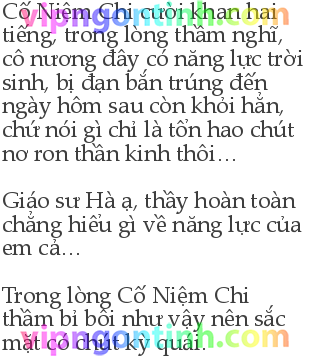 Cố Niệm Chi cười khan hai
tiếng, trong lòng thầm nghĩ,
cô nương đây có năng lực trời
sinh, bị đạn bắn trúng đến
ngày hôm sau còn khỏi hẳn,
chứ nói gì chỉ là tổn hao chút
nơ ron thần kinh thôi…
Giáo sư Hà ạ, thầy hoàn toàn
chẳng hiểu gì về năng lực của
em cả…
Trong lòng Cố Niệm Chi
thầm bỉ bôi như vậy nên sắc
mặt có chút kỳ quái.
vipngontinh.com
vipngontinh.com